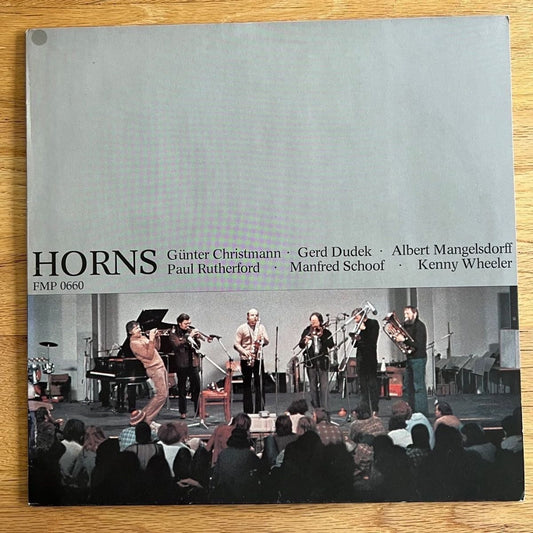 HORNS
Günter Christmann · Gerd Dudek · Albert Mangelsdorff
Paul Rutherford · Manfred Schoof · Kenny Wheeler
FMP 0660